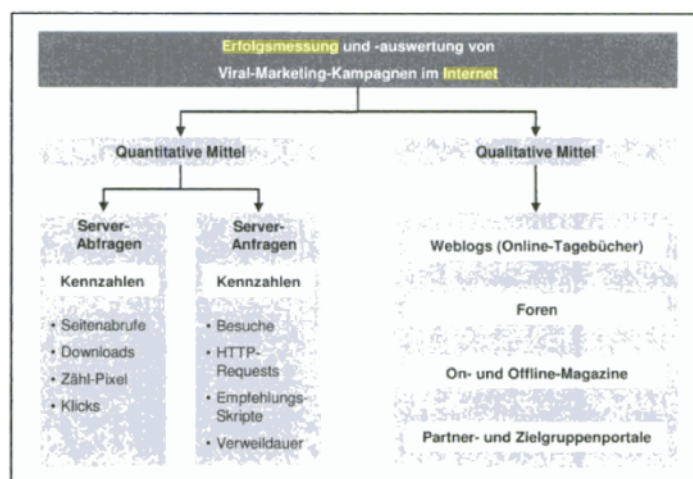 Erfolgsmessung und -auswertung von
Viral-Marketing-Kampagnen im Internet
Quantitative Mittel
Qualitative Mittel
Server-
Abfragen
Kennzahlen
• Seitenabrufe
• Downloads
• Zähl-Pixel
• Klicks
Server-
Anfragen
Kennzahlen
• Besuche
• HTTP-
Requests
• Empfehlungs-
Skripte
• Verweildauer
Weblogs (Online-Tagebücher)
Foren
On- und Offline-Magazine
Partner- und Zielgruppenportale